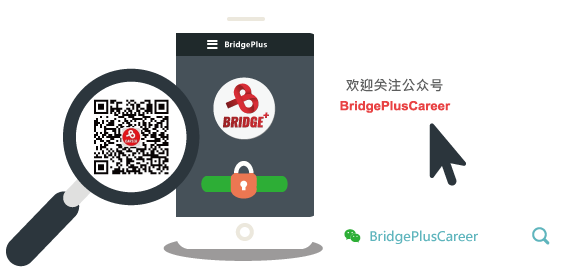 BridgePlus
BRIDGE+
欢迎关注公众号
BridgePlusCareer
BridgePlusCareer